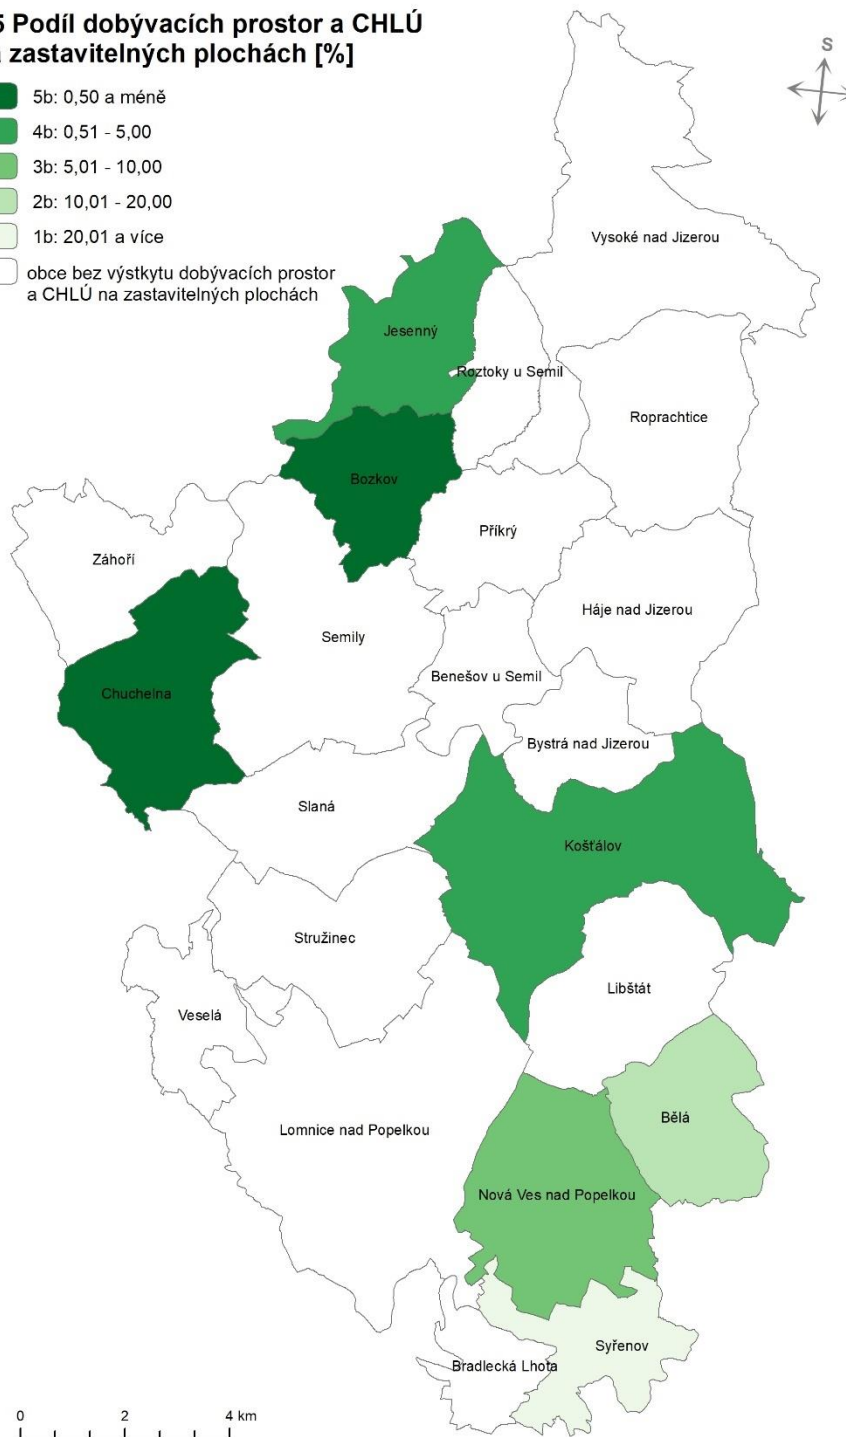 5 Podíl dobývacích prostor a CHLÚ
zastavitelných plochách [%]
5b: 0,50 a méně
4b: 0,51 - 5,00
3b: 5,01 - 10,00
2b: 10,01 - 20,00
1b: 20,01 a více
obce bez výstkytu dobývacích prostor
a CHLÚ na zastavitelných plochách
S
Vysoké nad Jizerou
Jesenný
Roztoky u Semil
Roprachtice
Bozkov
Příkrý
Záhoří
Háje nad Jizerou
Semily
Benešov u Semil
Chuchelna
Bystrá nad Jizerou
Slaná
Košťálov
Stružinec
Libštát
Veselá
Bělá
Lomnice nad Popelkou
Nová Ves nad Popelkou
Syřenov
Bradlecká Lhota
0 2 4 km